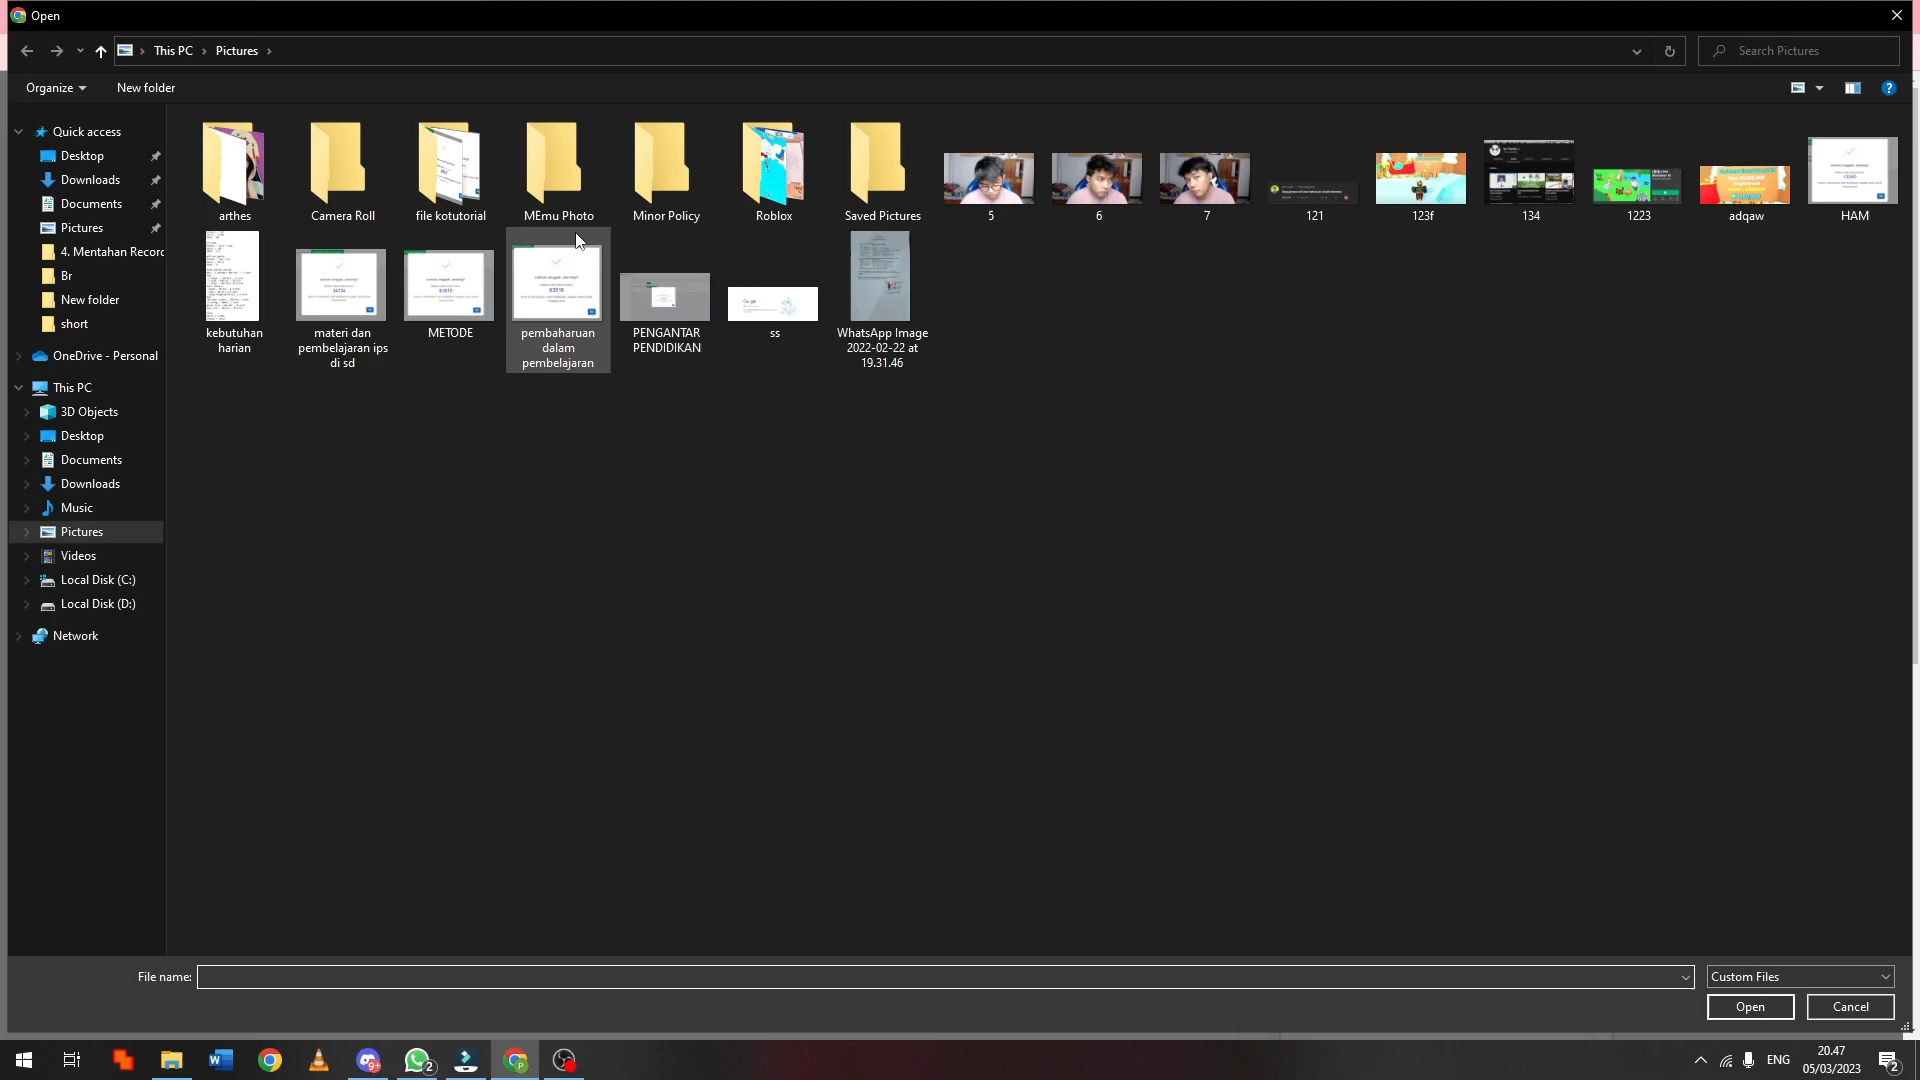 Open
This PC
Pictures
Search Pictures
Organize
New folder
Quick access
Desktop
Downloads
Documents
Pictures
4. Mentahan Record
Br
New folder
short
OneDrive - Personal
This PC
3D Objects
Desktop
Documents
Downloads
Music
Pictures
Videos
Local Disk (C:)
Local Disk (D:)
Network
arthes
Camera Roll
file kotutorial
MEmu Photo
Minor Policy
Roblox
Saved Pictures
5
6
7
121
123f
134
1223
adqaw
HAM
kebutuhan
harian
materi dan
pembelajaran ips
di sd
METODE
pembaharuan
dalam
pembelajaran
PENGANTAR
PENDIDIKAN
ss
WhatsApp Image
2022-02-22 at
19.31.46
File name:
Custom Files
Open
Cancel
9+
2
P
ENG
20.47
05/03/2023
2